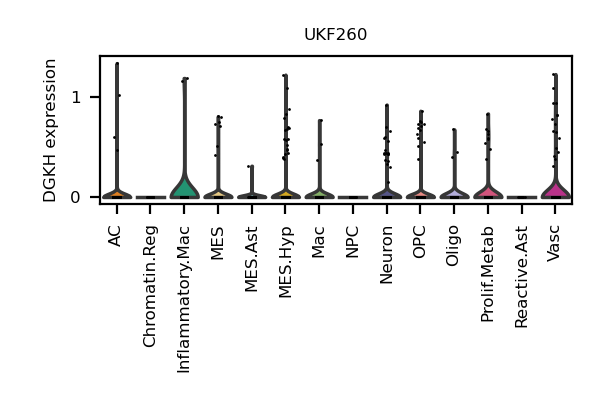 UKF260
DGKH expression
1
0
AC
Chromatin.Reg
Inflammatory.Mac
MES
MES.Ast
MES.Hyp
Mac
NPC
Neuron
OPC
Oligo
Prolif.Metab
Reactive.Ast
Vasc